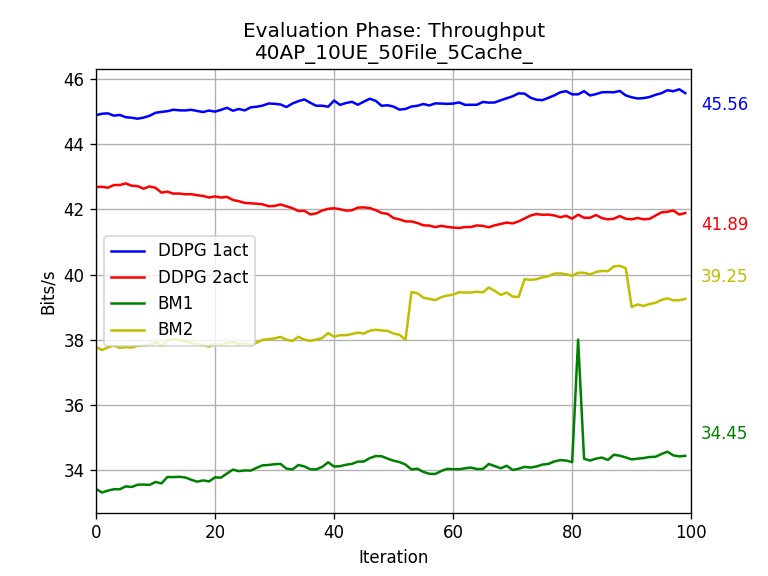 Evaluation Phase: Throughput
40AP_10UE_50File_5Cache_
46
44
42
40
38
36
34
Bits/s
0
20
40
60
80
100
Iteration
DDPG 1act
DDPG 2act
BM1
BM2
45.56
41.89
39.25
34.45